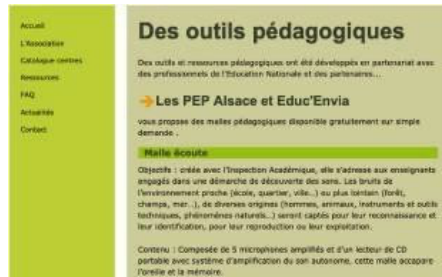 Accueil
L'Association
Catalogue centres
Ressources
FAQ
Actualités
Contact
Des outils pédagogiques
Des outils et ressources pédagogiques ont été développés en partenariat avec
des professionnels de l'Education Nationale et des partenaires...
Les PEP Alsace et Educ'Envia
vous propose des malles pédagogiques disponible gratuitement sur simple
demande .
Malle écoute
Objectifs : créée avec l'Inspection Académique, elle s'adresse aux enseignants
engagés dans une démarche de découverte des sons. Les bruits de
l'environnement proche (école, quartier, ville...) ou plus lointain (forêt,
champs, mer...), de diverses origines (hommes, animaux, instruments et outils
techniques, phénomènes naturels...) seront captés pour leur reconnaissance et
leur identification, pour leur reproduction ou leur exploitation.
Contenu : Composée de 5 microphones amplifiés et d'un lecteur de CD
portable avec système d'amplification du son autonome, cette malle accapare
l'oreille et la mémoire.